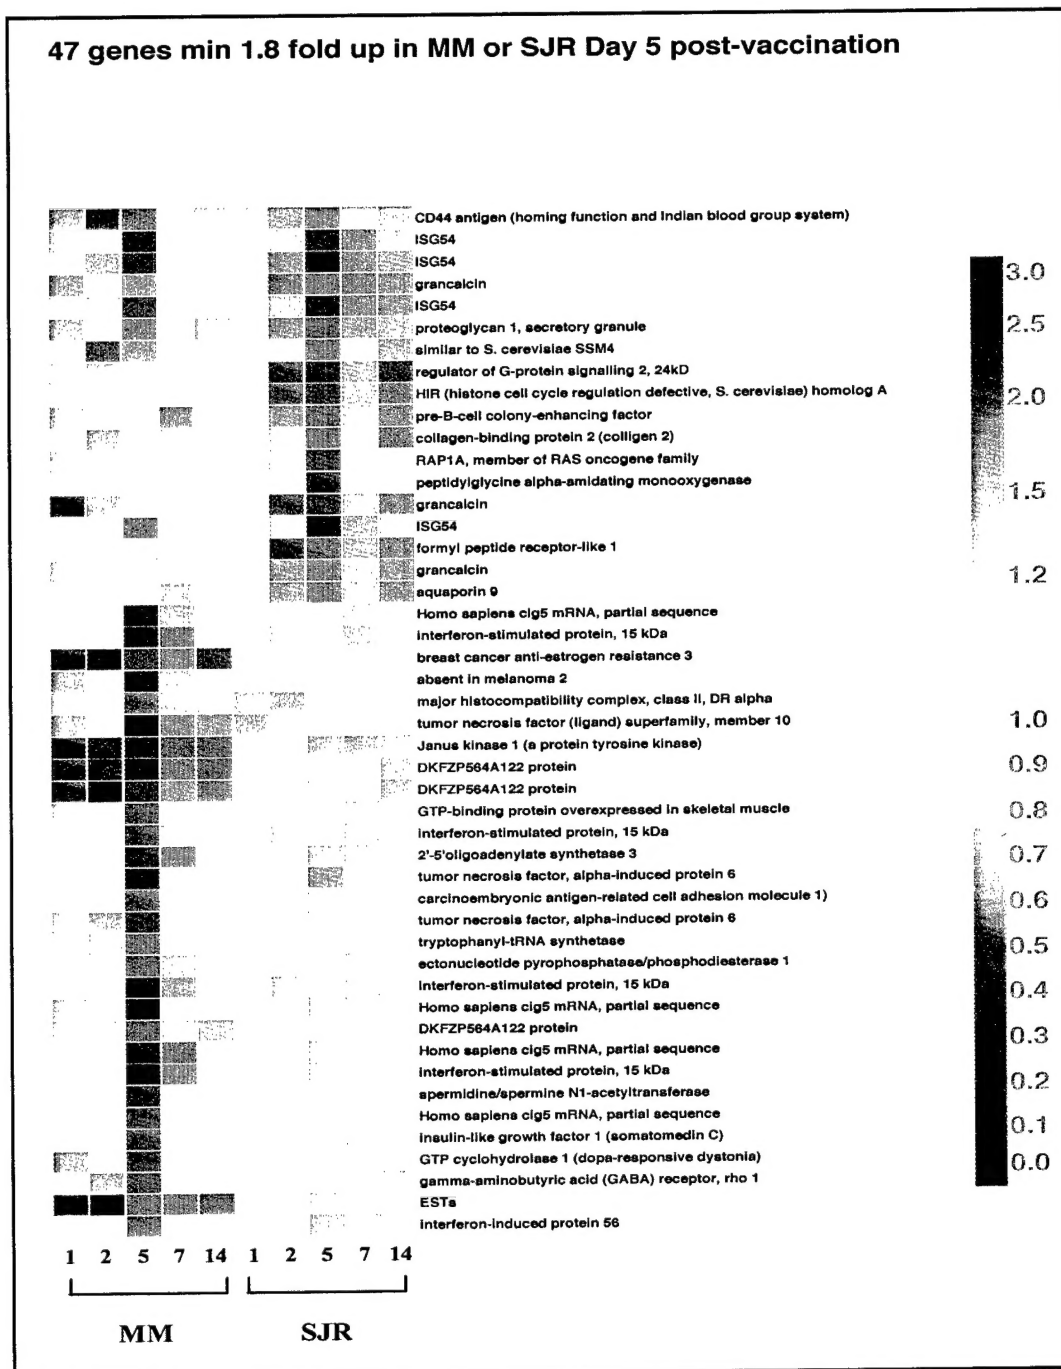 47 genes min 1.8 fold up in MM or SJR Day 5 post-vaccination
CD44 antigen (homing function and Indian blood group system)
ISG54
ISG54
grancalcin
ISG54
proteoglycan 1, secretory granule
similar to S. cerevisiae SSM4
regulator of G-protein signalling 2, 24kD
HIR (histone cell cycle regulation defective, S. cerevisiae) homolog A
pre-B-cell colony-enhancing factor
collagen-binding protein 2 (colligen 2)
RAP1A, member of RAS oncogene family
peptidylglycine alpha-amidating monooxygenase
grancalcin
ISG54
formyl peptide receptor-like 1
grancalcin
aquaporin 9
Homo sapiens cig5 mRNA, partial sequence
interferon-stimulated protein, 15 kDa
breast cancer anti-estrogen resistance 3
absent in melanoma 2
major histocompatibility complex, class II, DR alpha
tumor necrosis factor (ligand) superfamily, member 10
Janus kinase 1 (a protein tyrosine kinase)
DKFZP564A122 protein
DKFZP564A122 protein
GTP-binding protein overexpressed in skeletal muscle
interferon-stimulated protein, 15 kDa
2'-5'oligoadenylate synthetase 3
tumor necrosis factor, alpha-induced protein 6
carcinoembryonic antigen-related cell adhesion molecule 1)
tumor necrosis factor, alpha-induced protein 6
tryptophanyl-tRNA synthetase
ectonucleotide pyrophosphatase/phosphodiesterase 1
interferon-stimulated protein, 15 kDa
Homo sapiens cig5 mRNA, partial sequence
DKFZP564A122 protein
Homo sapiens cig5 mRNA, partial sequence
interferon-stimulated protein, 15 kDa
spermidine/spermine N1-acetyltransferase
Homo sapiens cig5 mRNA, partial sequence
insulin-like growth factor 1 (somatomedin C)
GTP cyclohydrolase 1 (dopa-responsive dystonia)
gamma-aminobutyric acid (GABA) receptor, rho 1
ESTs
interferon-induced protein 56
3.0
2.5
2.0
1.5
1.2
1.0
0.9
0.8
0.7
0.6
0.5
0.4
0.3
0.2
0.1
0.0
1 2 5 7 14 1 2 5 7 14
MM SJR